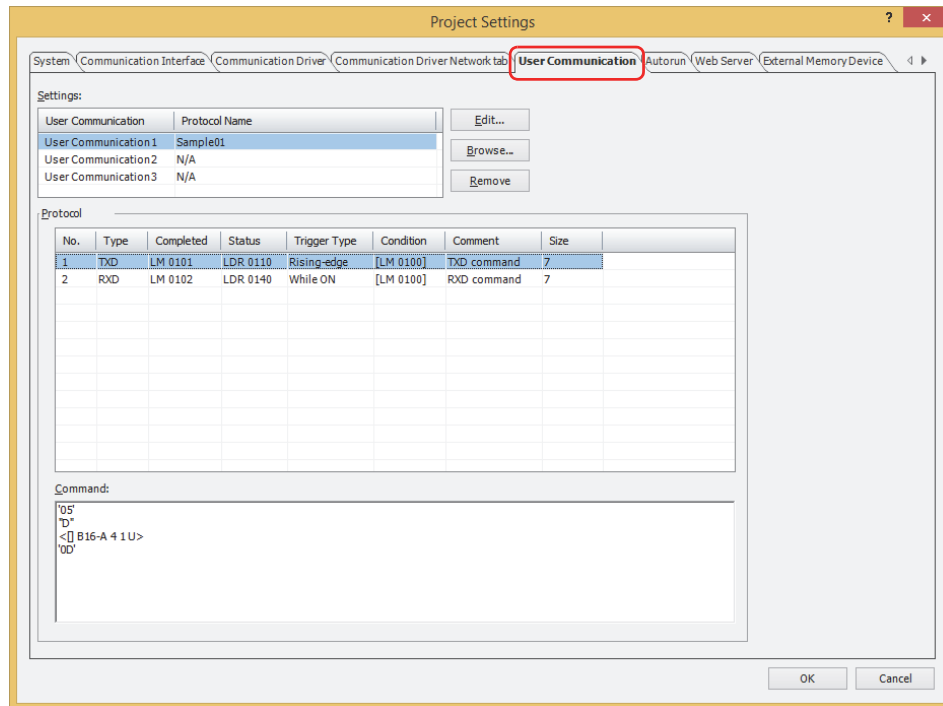 Project Settings
?
System Communication Interface Communication Driver Communication Driver Network tab User Communication Autorun Web Server External Memory Device
Settings:
User Communication Protocol Name
User Communication1 Sample01
User Communication2 N/A
User Communication3 N/A
Edit...
Browse...
Remove
Protocol
No. Type Completed Status Trigger Type Condition Comment Size
1 TXD LM 0101 LDR 0110 Rising-edge [LM 0100] TXD command 7
2 RXD LM 0102 LDR 0140 While ON [LM 0100] RXD command 7
Command:
'05'
"D"
<[] B16-A 4 1 U>
'0D'
OK Cancel